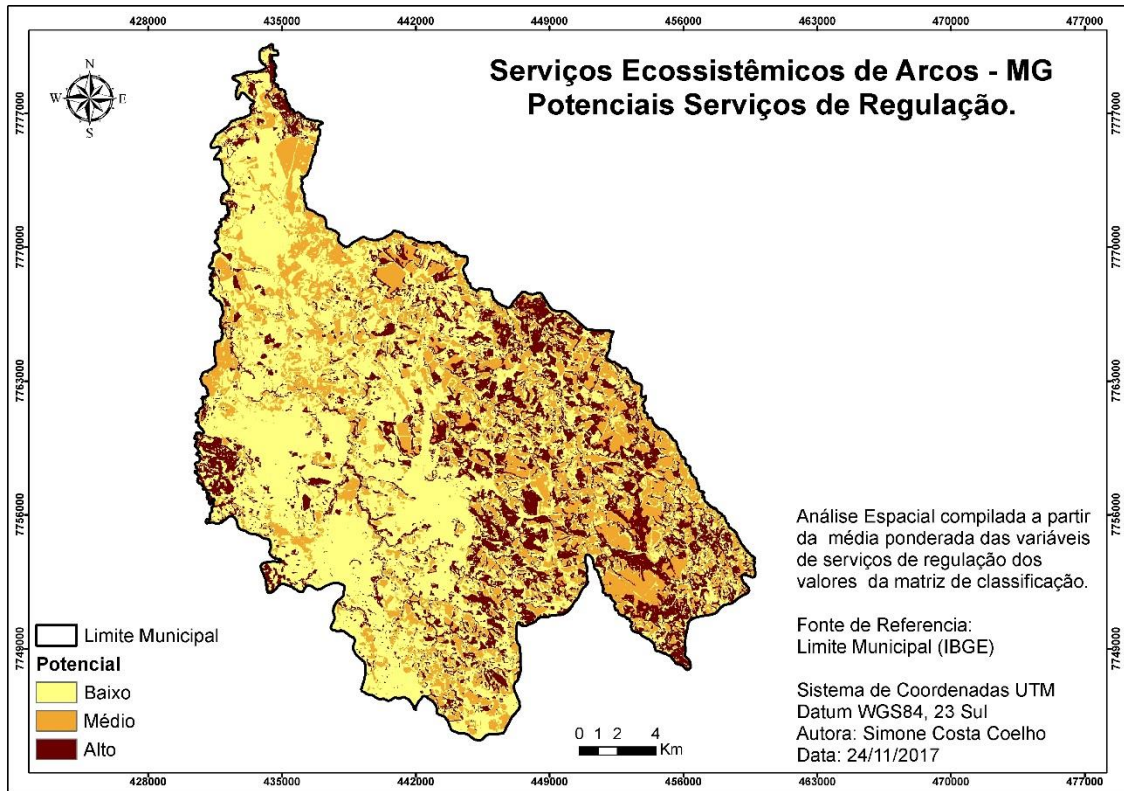 428000 435000 442000 449000 456000 463000 470000 477000
Serviços Ecossistêmicos de Arcos - MG
Potenciais Serviços de Regulação.
N
W E
S
7777000 7777000
7770000 7770000
7763000 7763000
7756000 7756000
7749000 7749000
Análise Espacial compilada a partir
da média ponderada das variáveis
de serviços de regulação dos
valores da matriz de classificação.
Fonte de Referencia:
Limite Municipal (IBGE)
Sistema de Coordenadas UTM
Datum WGS84, 23 Sul
Autora: Simone Costa Coelho
Data: 24/11/2017
Limite Municipal
Potencial
Baixo
Médio
Alto
0 1 2 4
Km
428000 435000 442000 449000 456000 463000 470000 477000